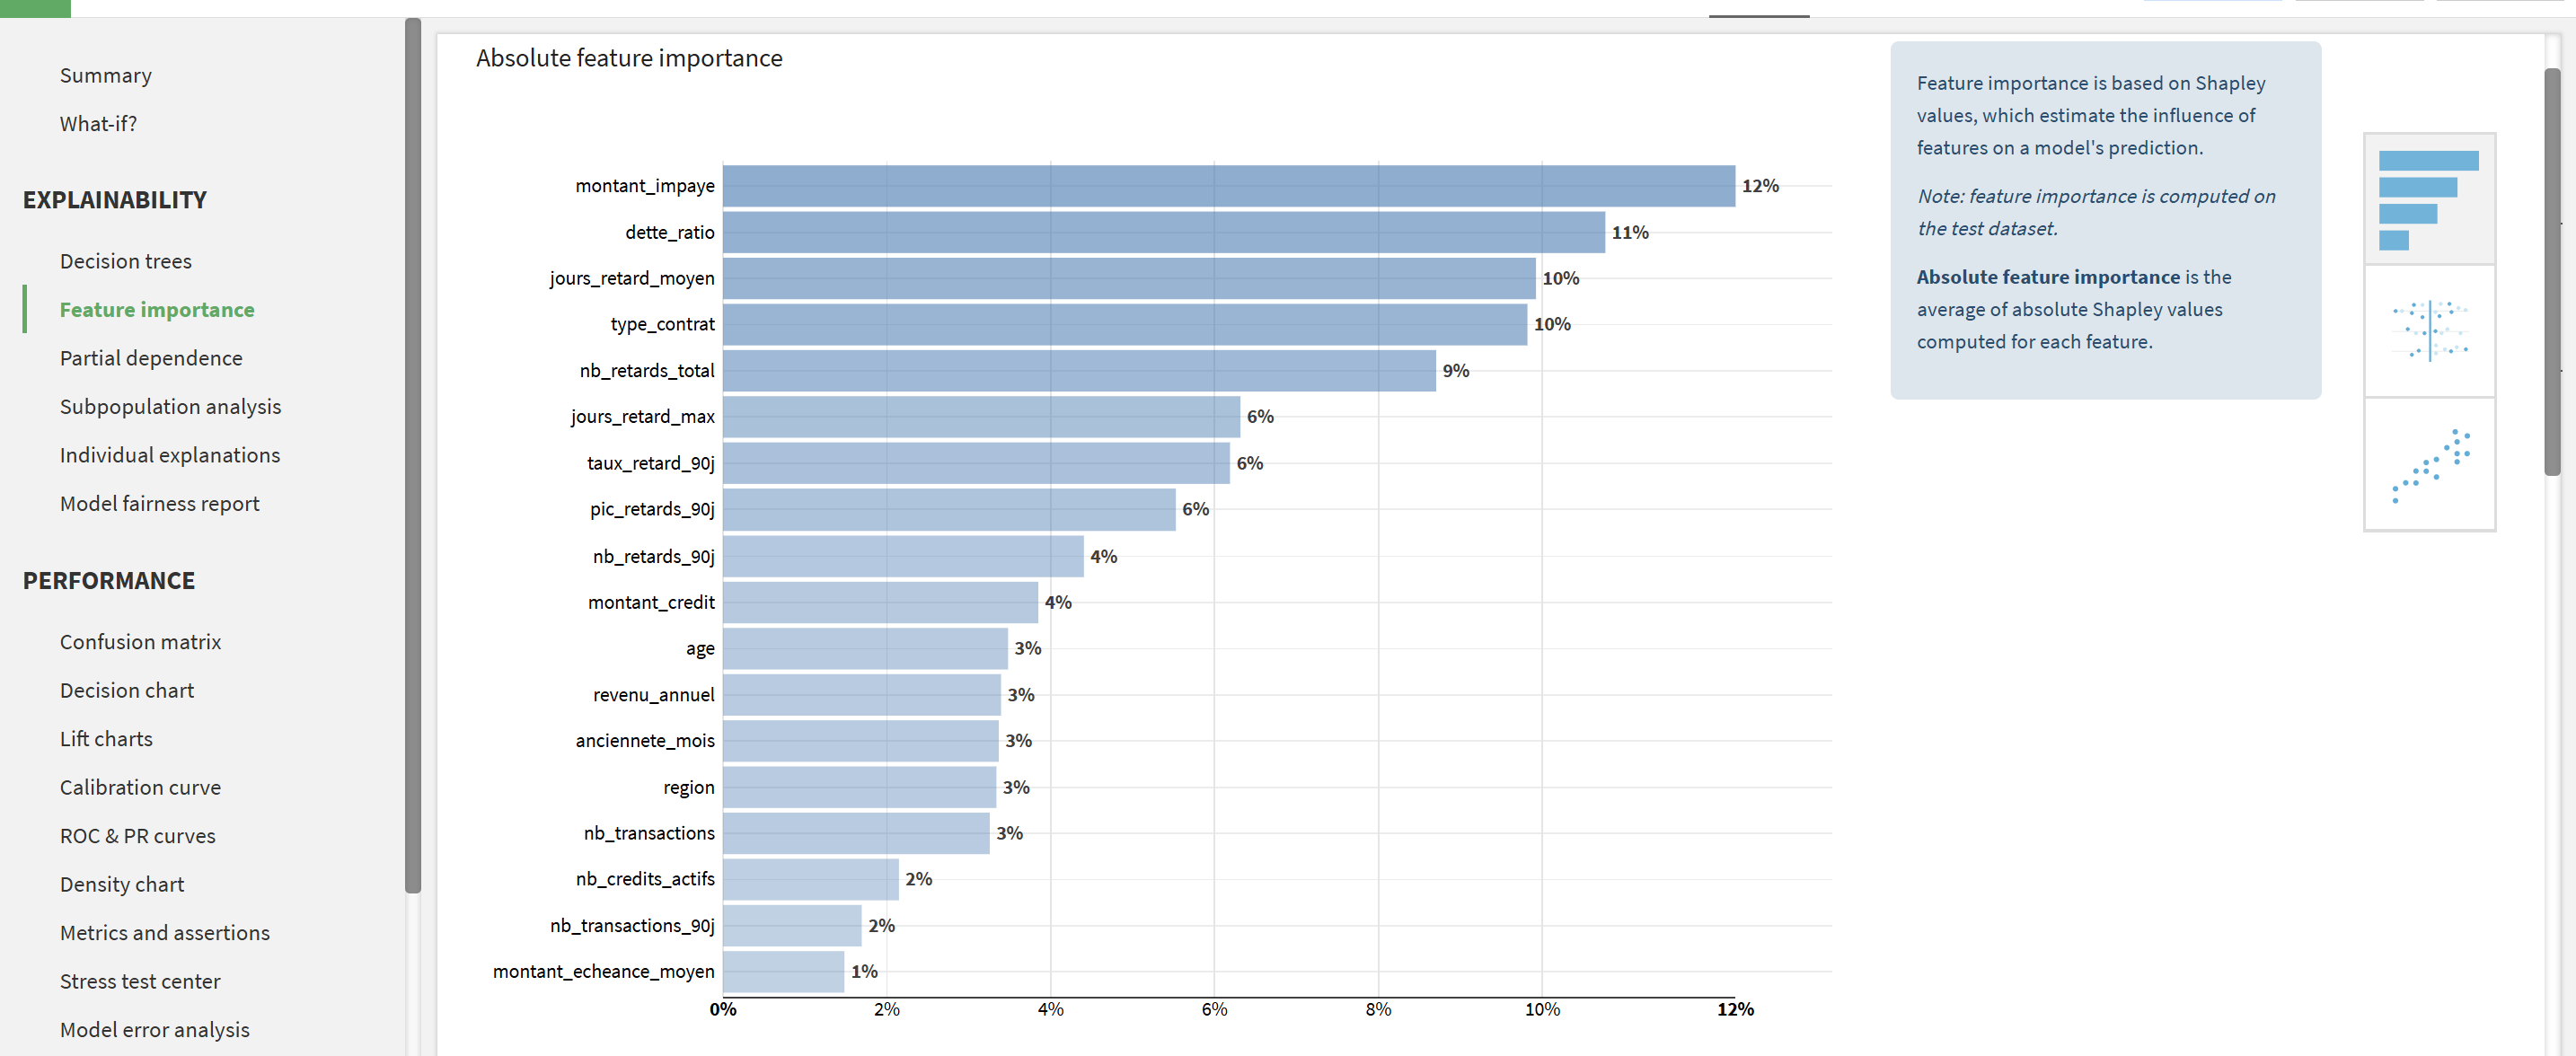 Summary
What-if?
EXPLAINABILITY
Decision trees
Feature importance
Partial dependence
Subpopulation analysis
Individual explanations
Model fairness report
PERFORMANCE
Confusion matrix
Decision chart
Lift charts
Calibration curve
ROC & PR curves
Density chart
Metrics and assertions
Stress test center
Model error analysis
Absolute feature importance
montant_impaye 12%
dette_ratio 11%
jours_retard_moyen 10%
type_contrat 10%
nb_retards_total 9%
jours_retard_max 6%
taux_retard_90j 6%
pic_retards_90j 6%
nb_retards_90j 4%
montant_credit 4%
age 3%
revenu_annuel 3%
anciennete_mois 3%
region 3%
nb_transactions 3%
nb_credits_actifs 2%
nb_transactions_90j 2%
montant_echeance_moyen 1%
0% 2% 4% 6% 8% 10% 12%
Feature importance is based on Shapley
values, which estimate the influence of
features on a model's prediction.
Note: feature importance is computed on
the test dataset.
Absolute feature importance is the
average of absolute Shapley values
computed for each feature.